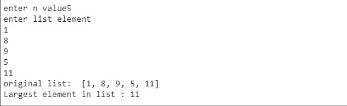 enter n value5
enter list element
1
8
9
5
11
original list:  [1, 8, 9, 5, 11]
Largest element in list : 11